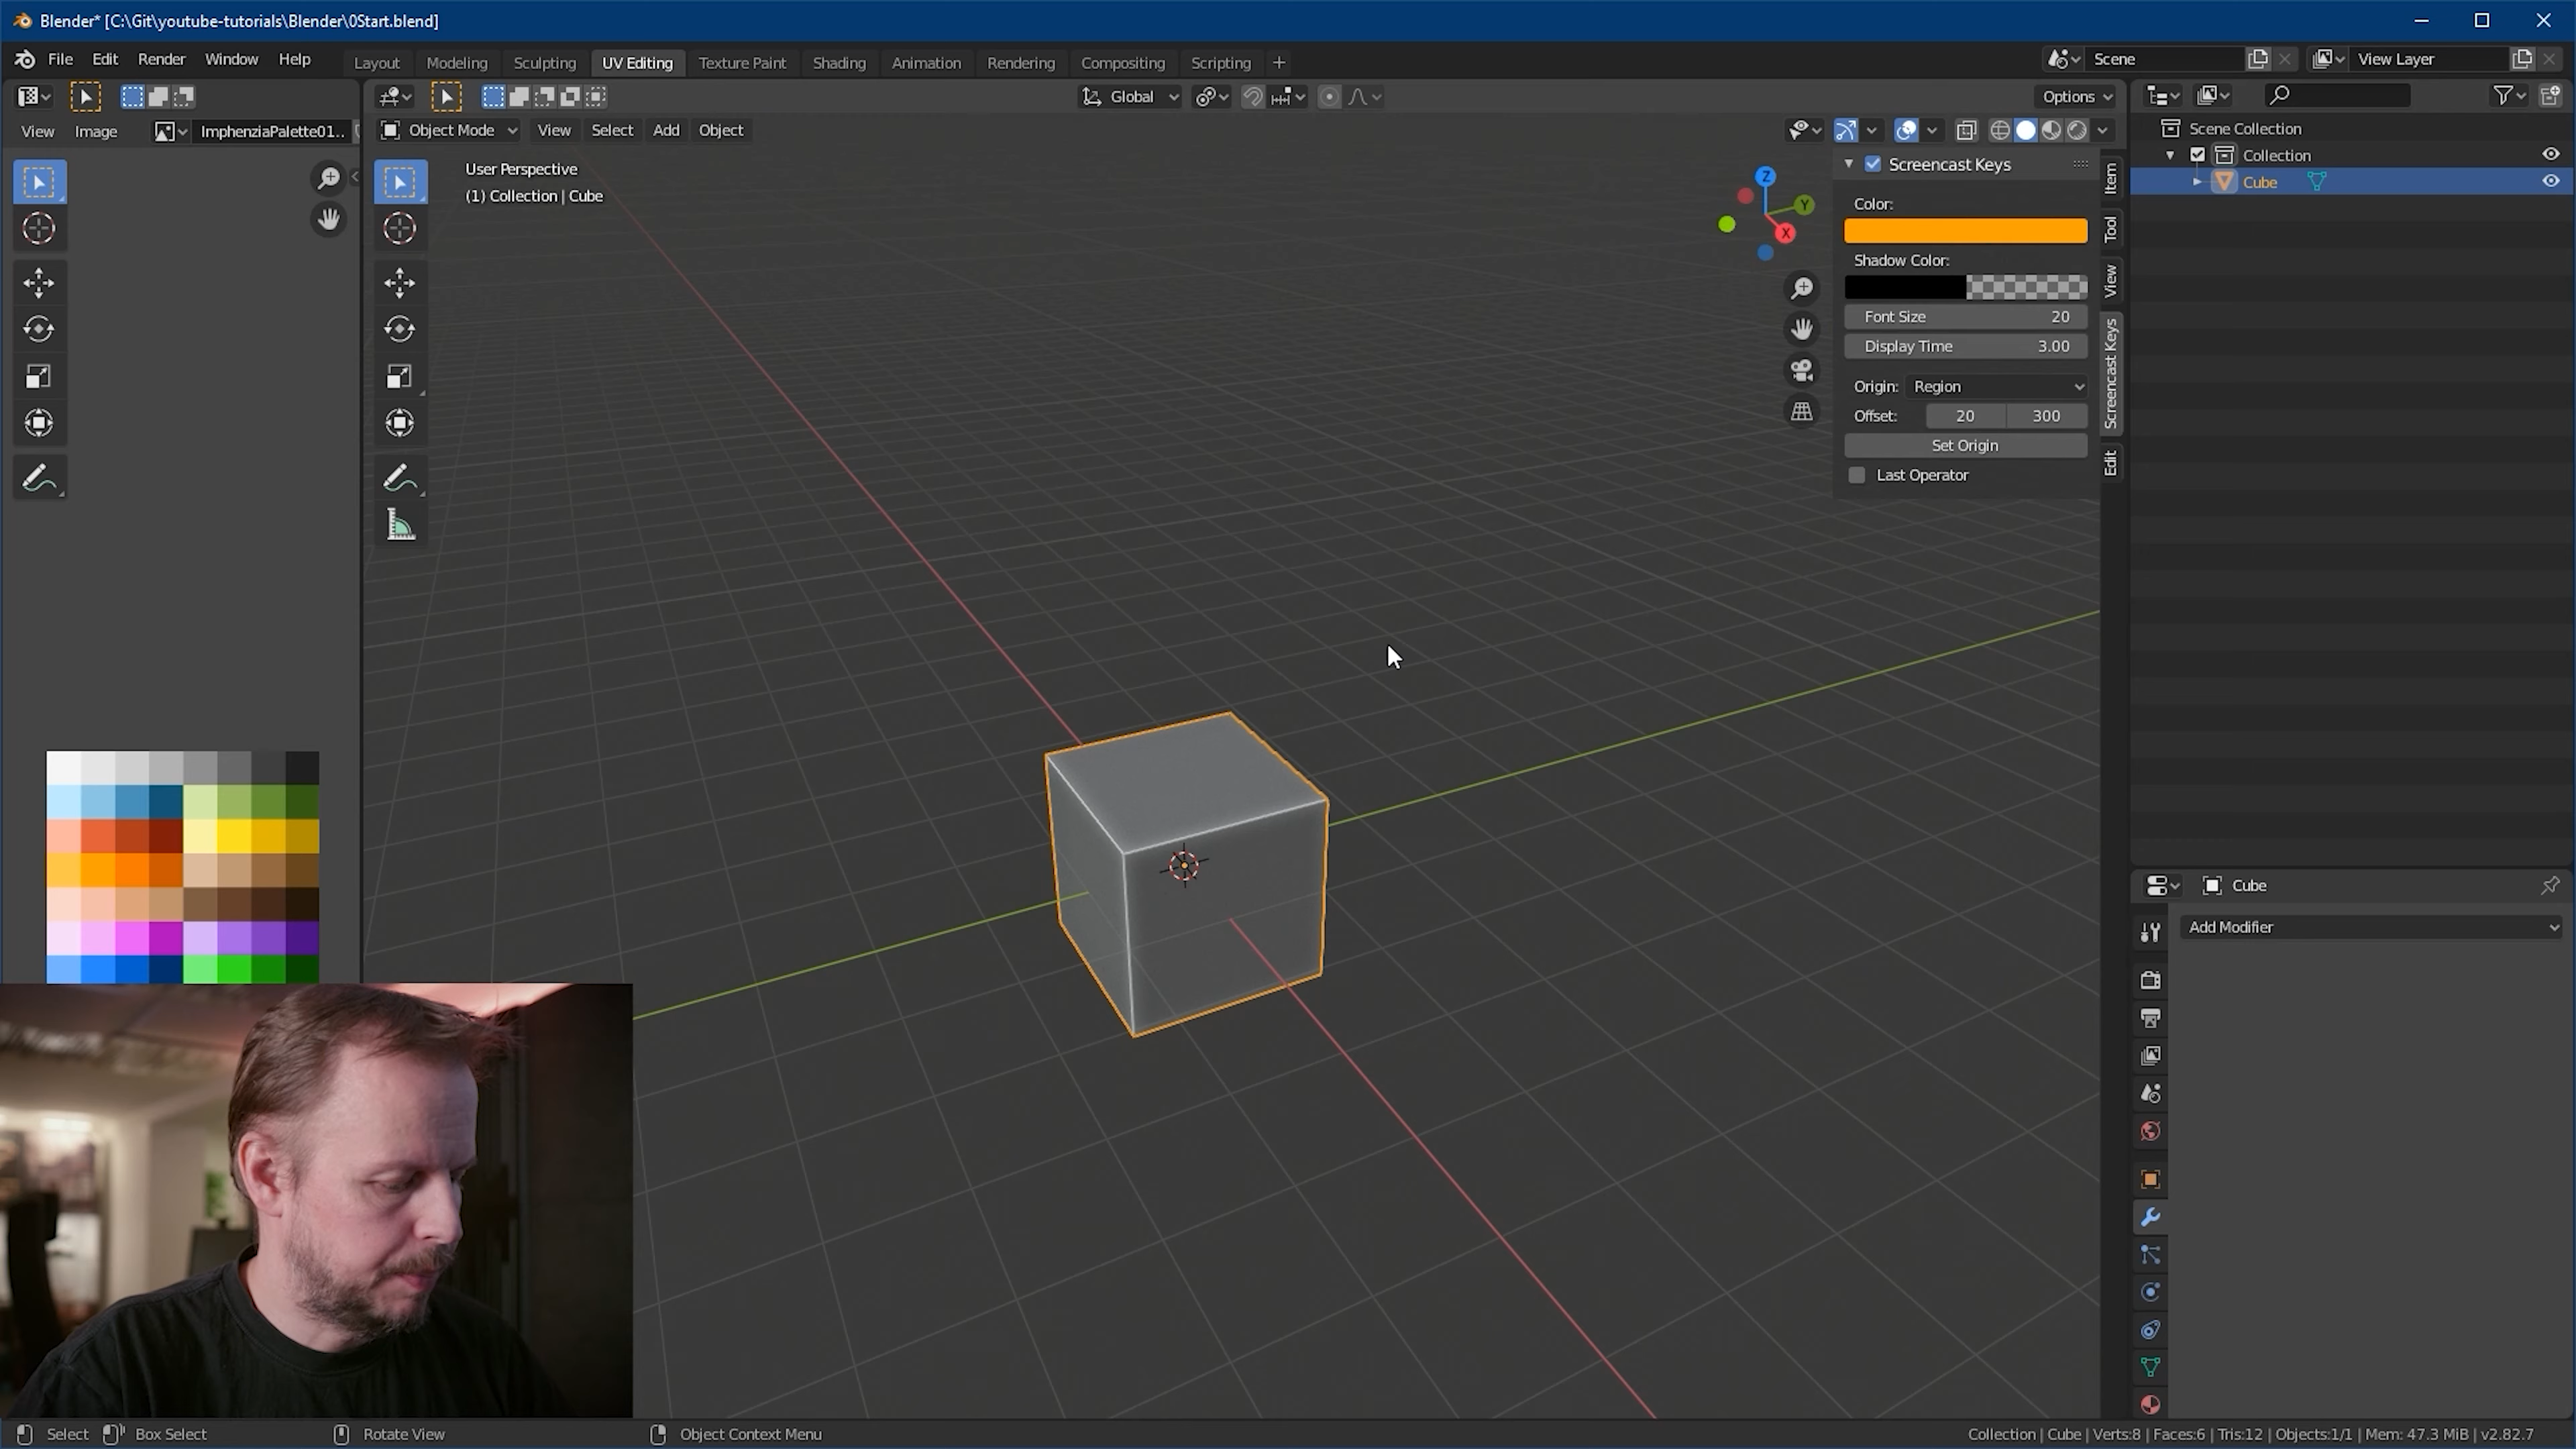 Blender* [C:\Git\youtube-tutorials\Blender\0Start.blend]
File Edit Render Window Help Layout Modeling Sculpting UV Editing Texture Paint Shading Animation Rendering Compositing Scripting + Scene View Layer
Global Options
View Image ImphenziaPalette01.. Object Mode View Select Add Object
User Perspective
(1) Collection | Cube
Z
Y
X
Screencast Keys
Color:
Shadow Color:
Font Size 20
Display Time 3.00
Origin: Region
Offset: 20 300
Set Origin
Last Operator
Item
Tool
View
Screencast Keys
Edit
Scene Collection
Collection
Cube
Cube
Add Modifier
Select Box Select Rotate View Object Context Menu Collection | Cube | Verts:8 | Faces:6 | Tris:12 | Objects:1/1 | Mem: 47.3 MiB | v2.82.7